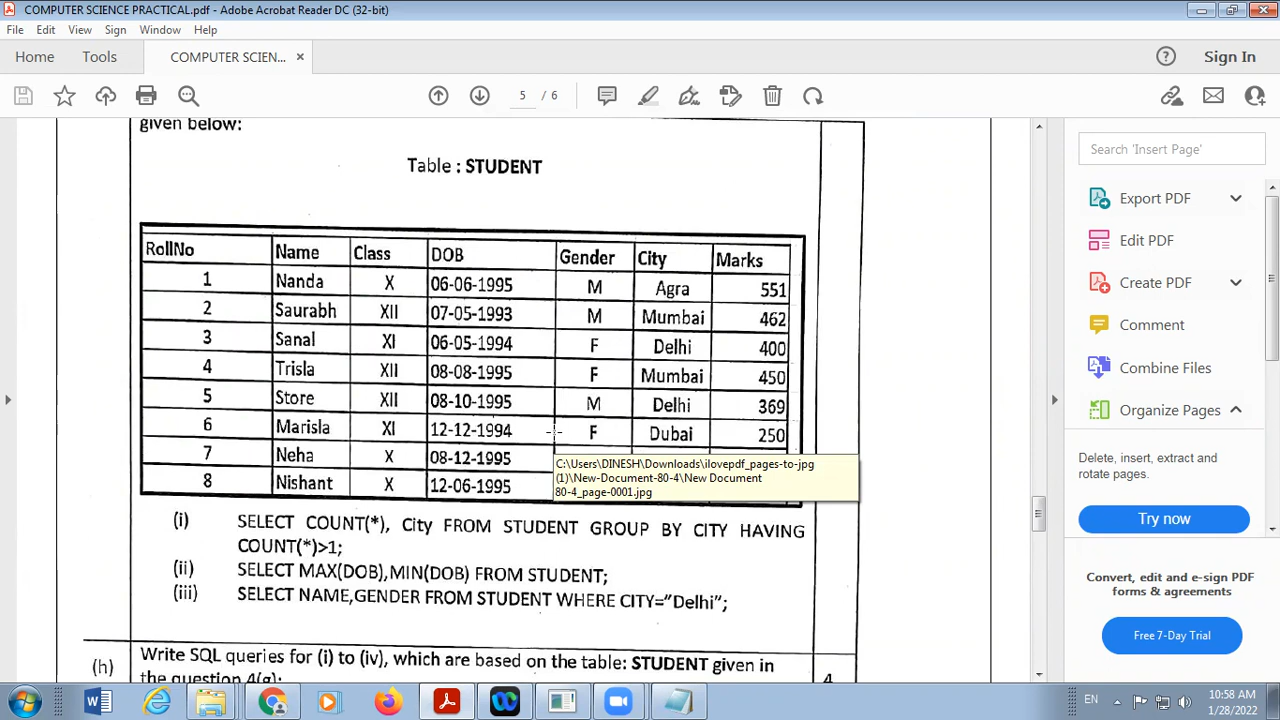 COMPUTER SCIENCE PRACTICAL.pdf - Adobe Acrobat Reader DC (32-bit)
File Edit View Sign Window Help
Home Tools COMPUTER SCIEN... ×
? Sign In
5 / 6
given below:
Table : STUDENT
RollNo Name Class DOB Gender City Marks
1 Nanda X 06-06-1995 M Agra 551
2 Saurabh XII 07-05-1993 M Mumbai 462
3 Sanal XI 06-05-1994 F Delhi 400
4 Trisla XII 08-08-1995 F Mumbai 450
5 Store XII 08-10-1995 M Delhi 369
6 Marisla XI 12-12-1994 F Dubai 250
7 Neha X 08-12-1995
8 Nishant X 12-06-1995
C:\Users\DINESH\Downloads\ilovepdf_pages-to-jpg
(1)\New-Document-80-4\New Document
80-4_page-0001.jpg
(i) SELECT COUNT(*), City FROM STUDENT GROUP BY CITY HAVING
COUNT(*)>1;
(ii) SELECT MAX(DOB),MIN(DOB) FROM STUDENT;
(iii) SELECT NAME,GENDER FROM STUDENT WHERE CITY="Delhi";
(h) Write SQL queries for (i) to (iv), which are based on the table: STUDENT given in
the question 4(g): 4
Search 'Insert Page'
Export PDF
Edit PDF
Create PDF
Comment
Combine Files
Organize Pages
Delete, insert, extract and
rotate pages.
Try now
Convert, edit and e-sign PDF
forms & agreements
Free 7-Day Trial
EN
10:58 AM
1/28/2022